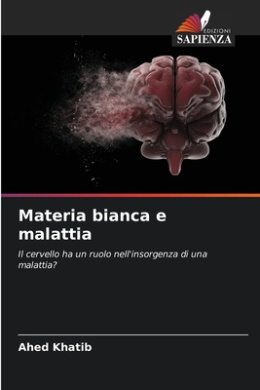 EDIZIONI
SAPIENZA
Materia bianca e
malattia
Il cervello ha un ruolo nell'insorgenza di una
malattia?
Ahed Khatib